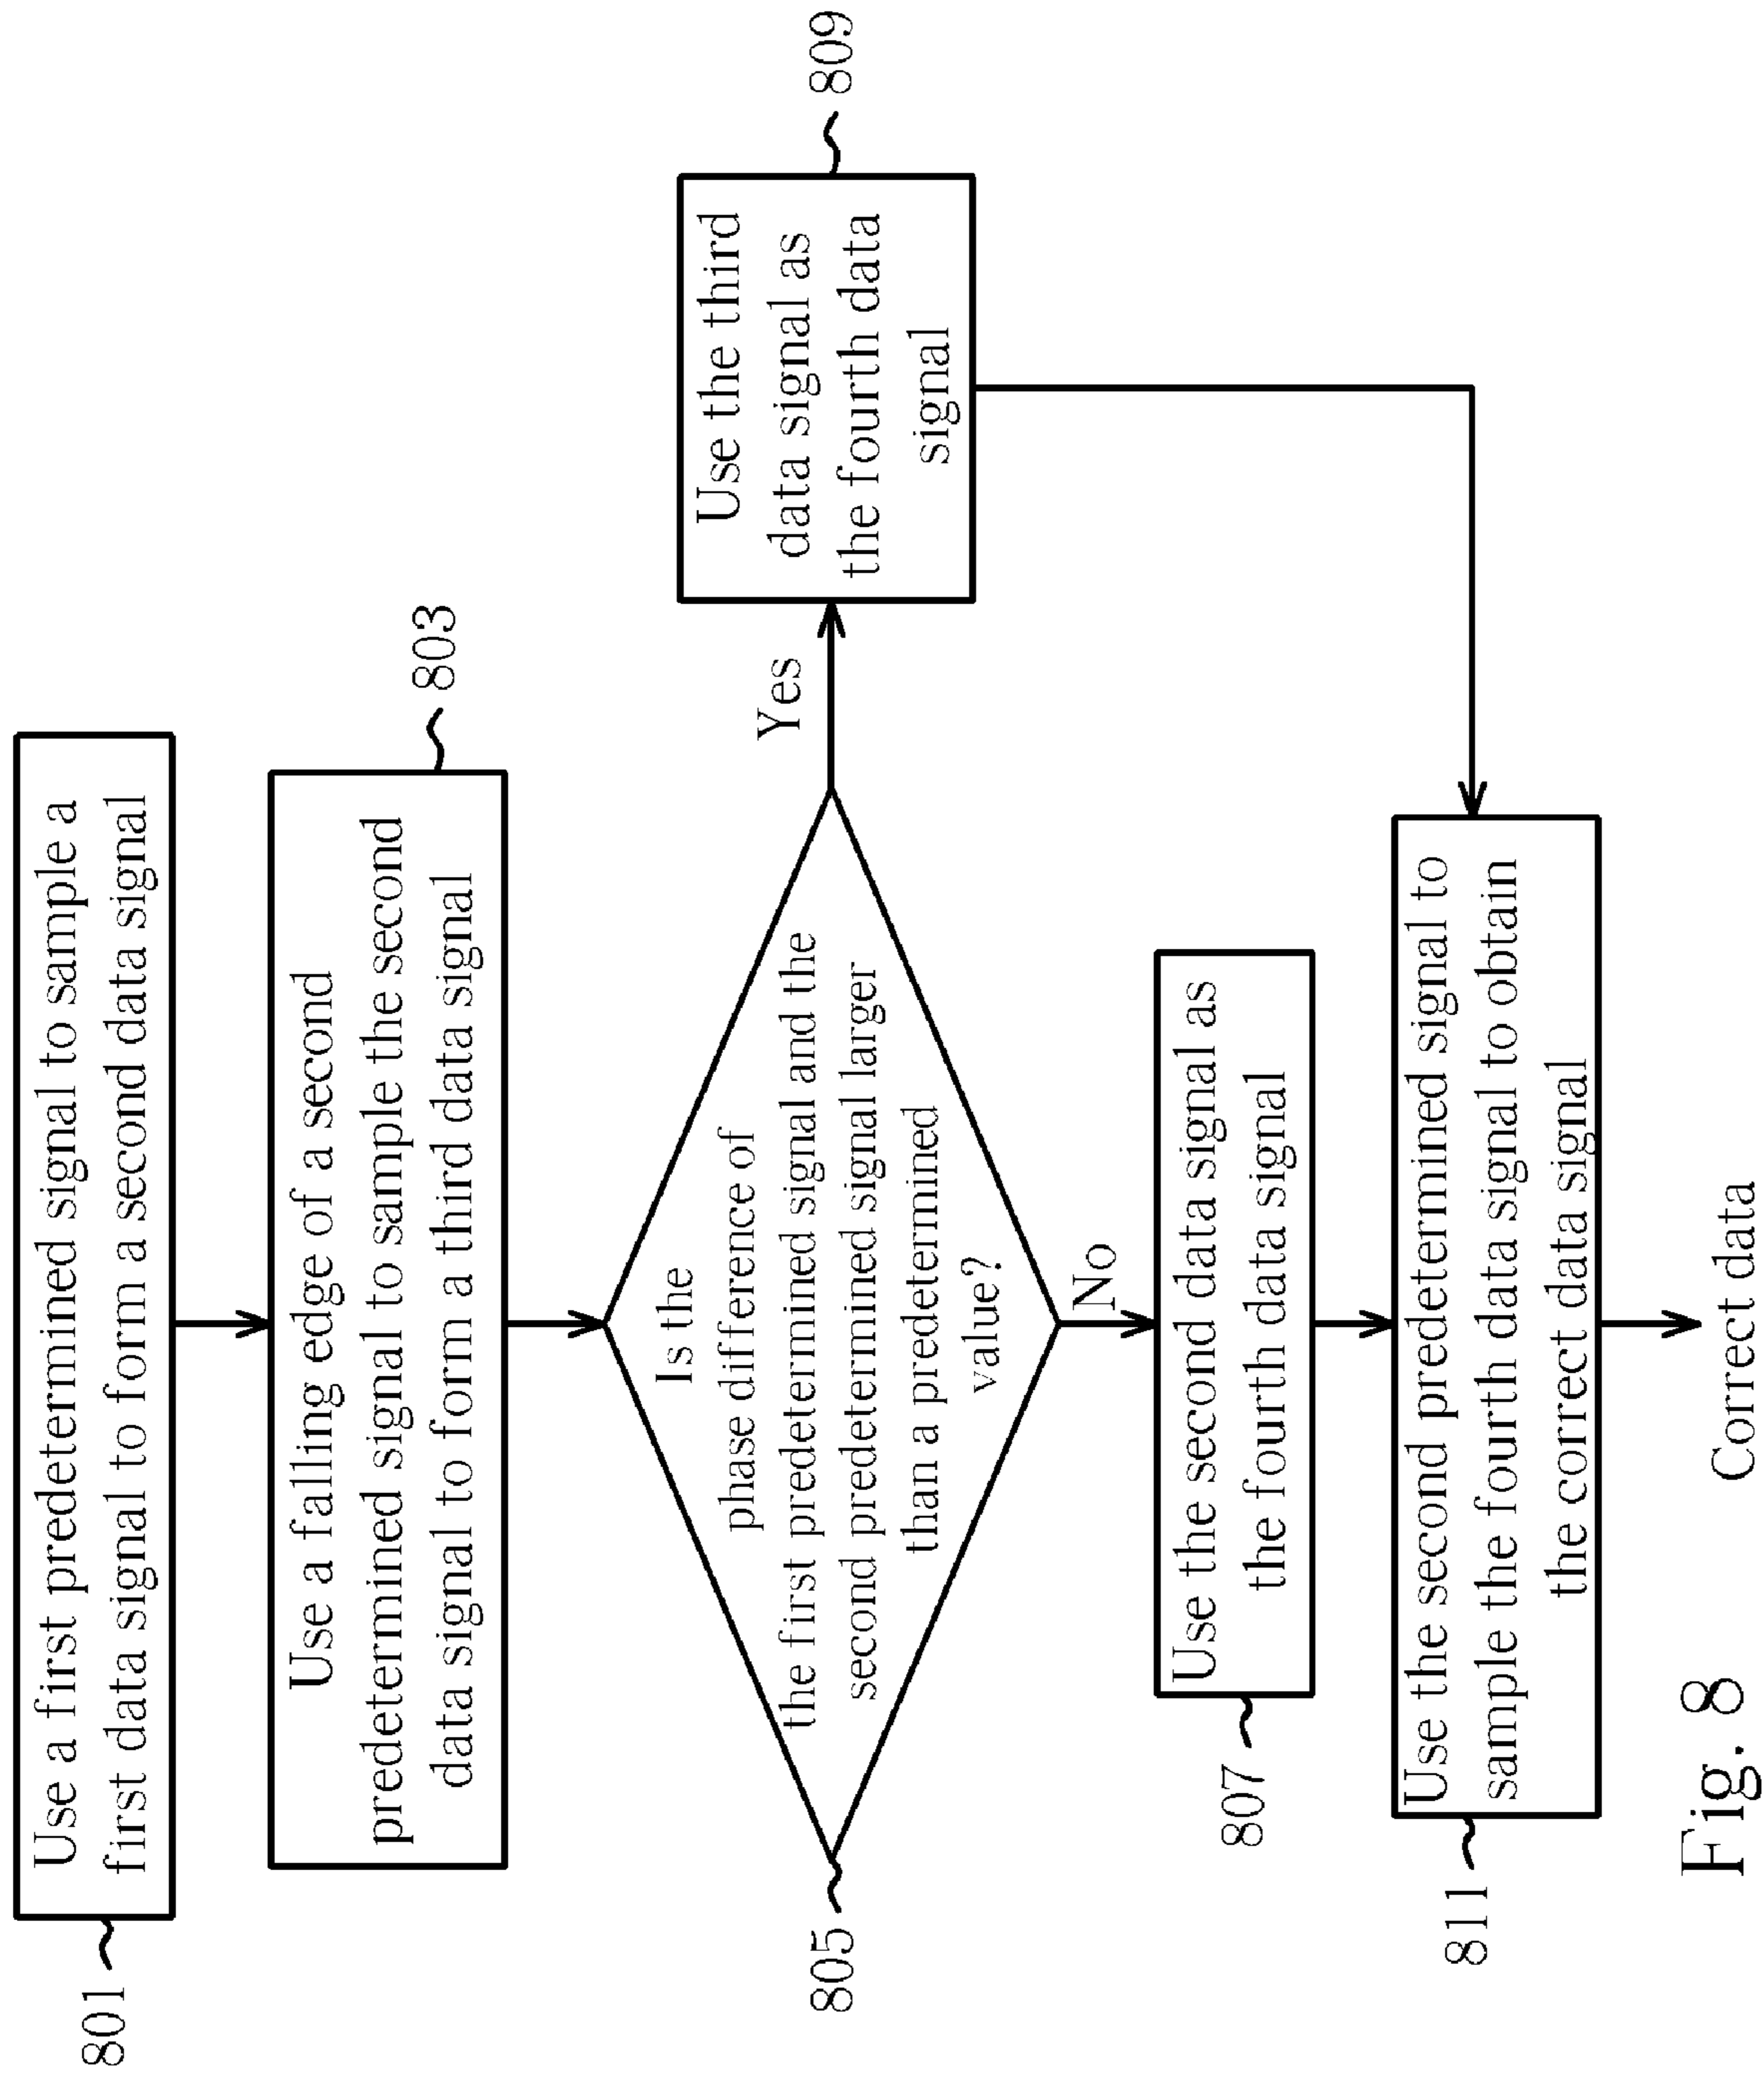 801
Use a first predetermined signal to sample a
first data signal to form a second data signal
Use a falling edge of a second
predetermined signal to sample the second
data signal to form a third data signal
803
805
Is the
phase difference of
the first predetermined signal and the
second predetermined signal larger
than a predetermined
value?
Yes
Use the third
data signal as
the fourth data
signal
809
No
807
Use the second data signal as
the fourth data signal
811
Use the second predetermined signal to
sample the fourth data signal to obtain
the correct data signal
Correct data
Fig. 8